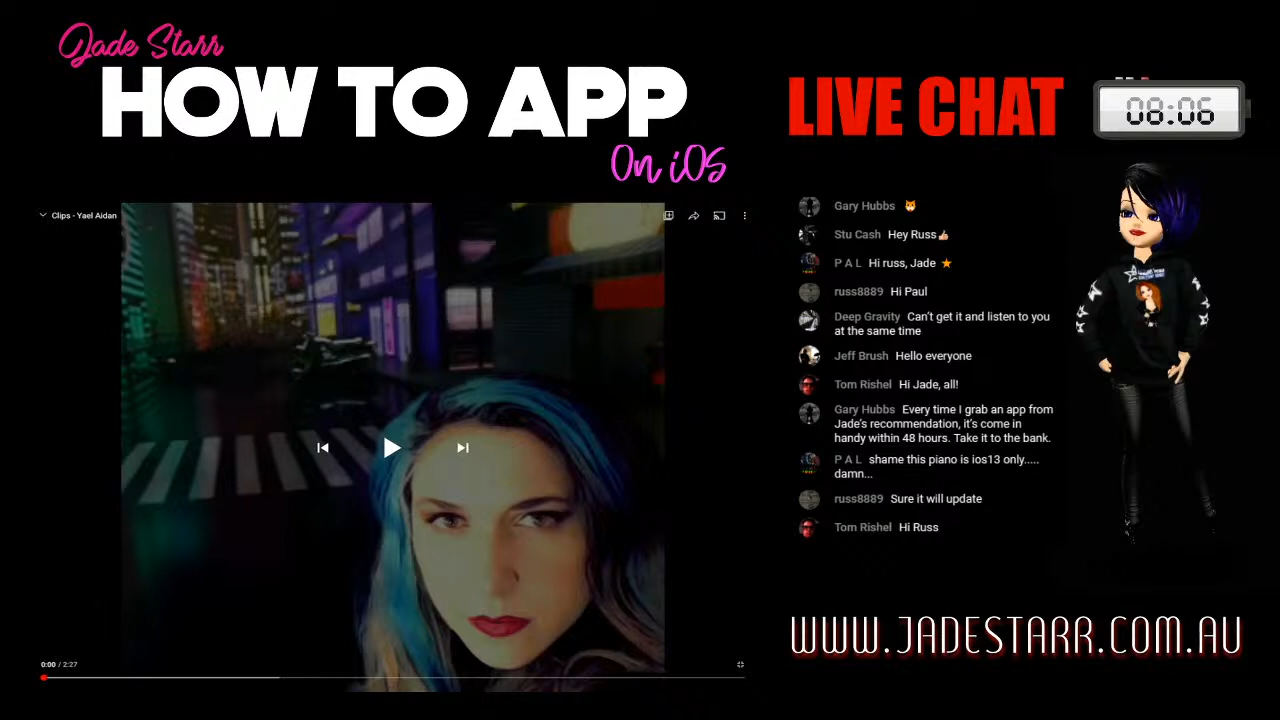 Jade Starr
HOW TO APP
On iOS
LIVE CHAT
08:06
Clips - Yael Aidan
Gary Hubbs 🐱
Stu Cash Hey Russ👍🏼
P A L Hi russ, Jade ★
russ8889 Hi Paul
Deep Gravity Can't get it and listen to you
at the same time
Jeff Brush Hello everyone
Tom Rishel Hi Jade, all!
Gary Hubbs Every time I grab an app from
Jade's recommendation, it's come in
handy within 48 hours. Take it to the bank.
P A L shame this piano is ios13 only.....
damn...
russ8889 Sure it will update
Tom Rishel Hi Russ
WWW.JADESTARR.COM.AU
0:00 / 2:27